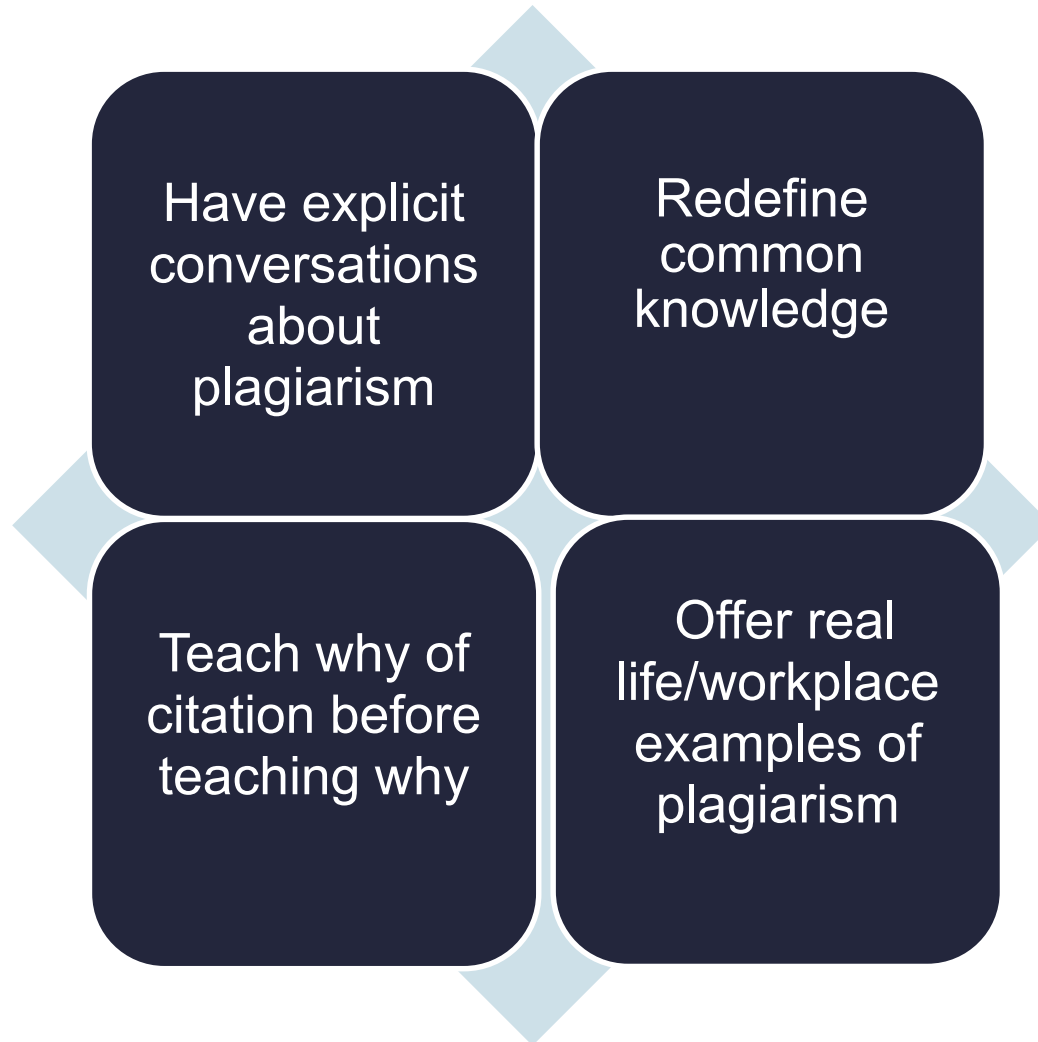 Have explicit
conversations
about
plagiarism
Redefine
common
knowledge
Teach why of
citation before
teaching why
Offer real
life/workplace
examples of
plagiarism